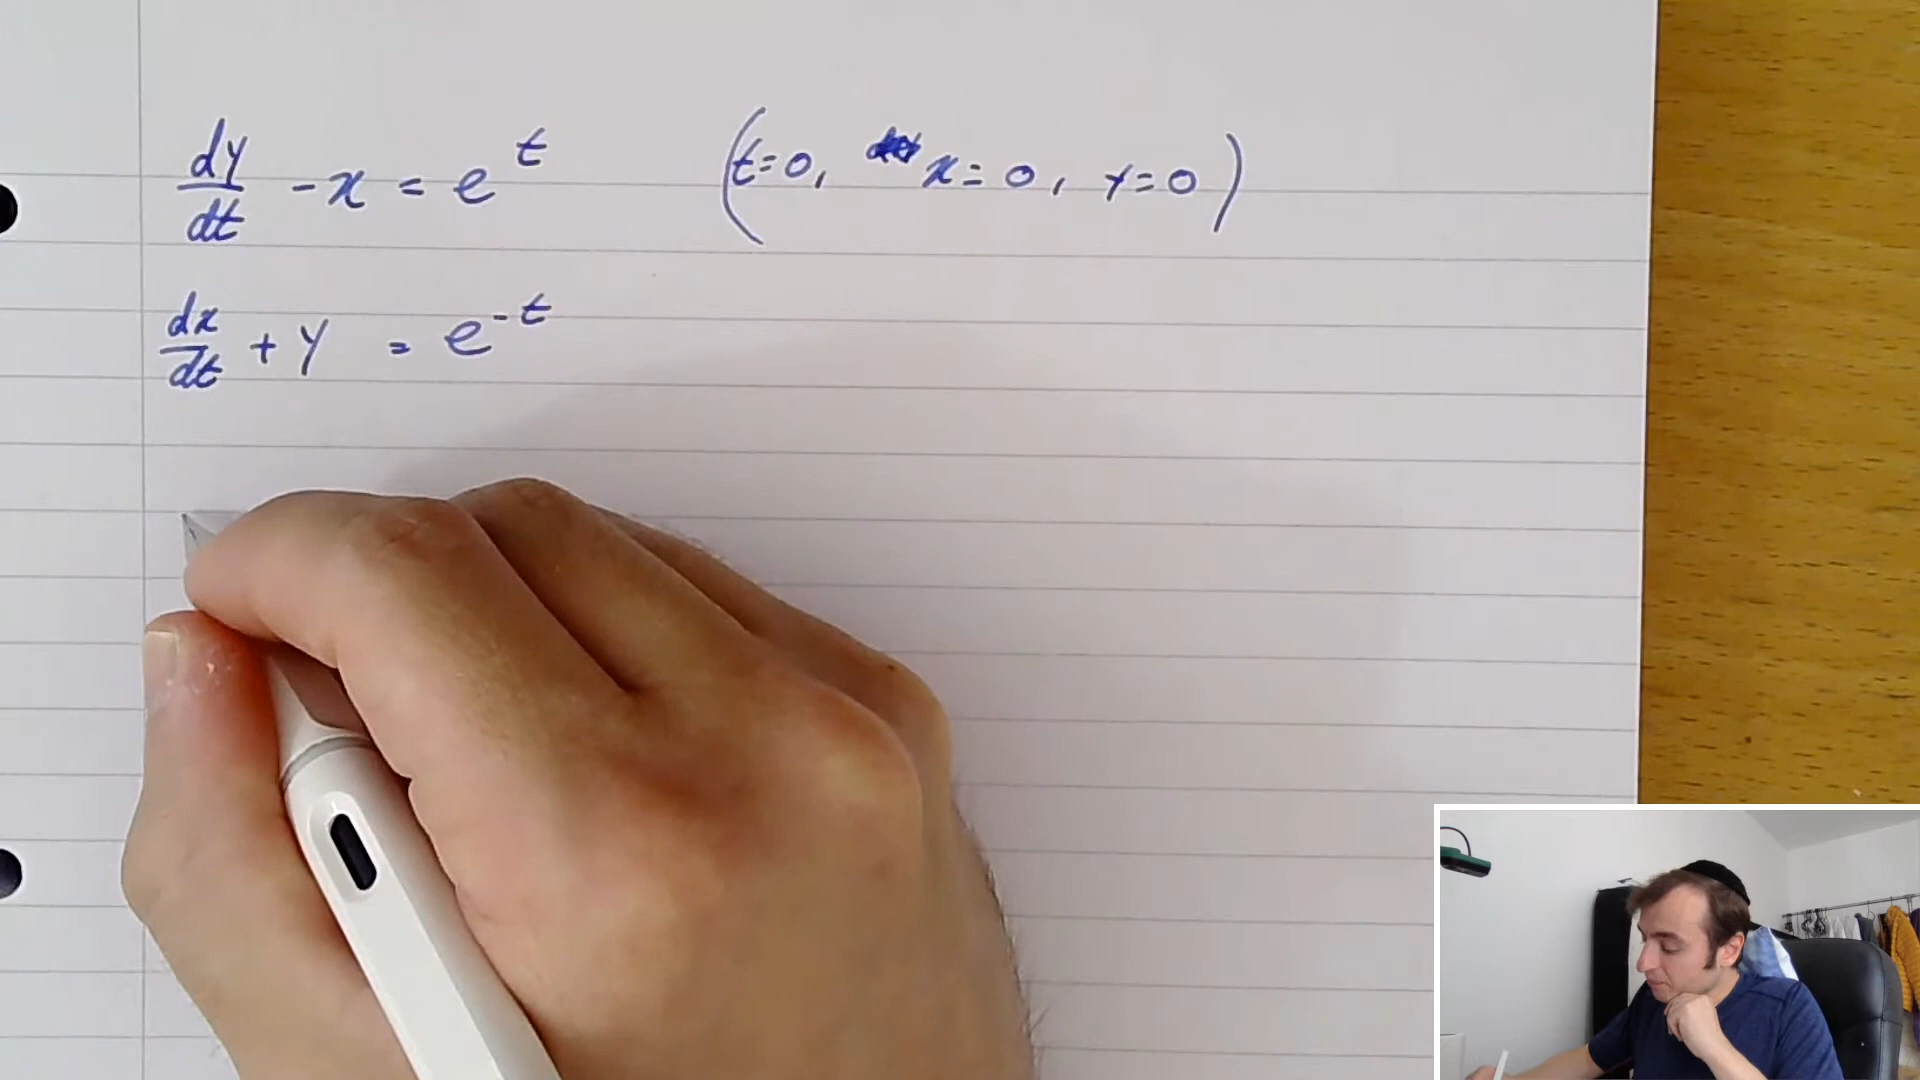 dy/dt - x = e^t (t=0, x=0, y=0)
dx/dt + y = e^-t